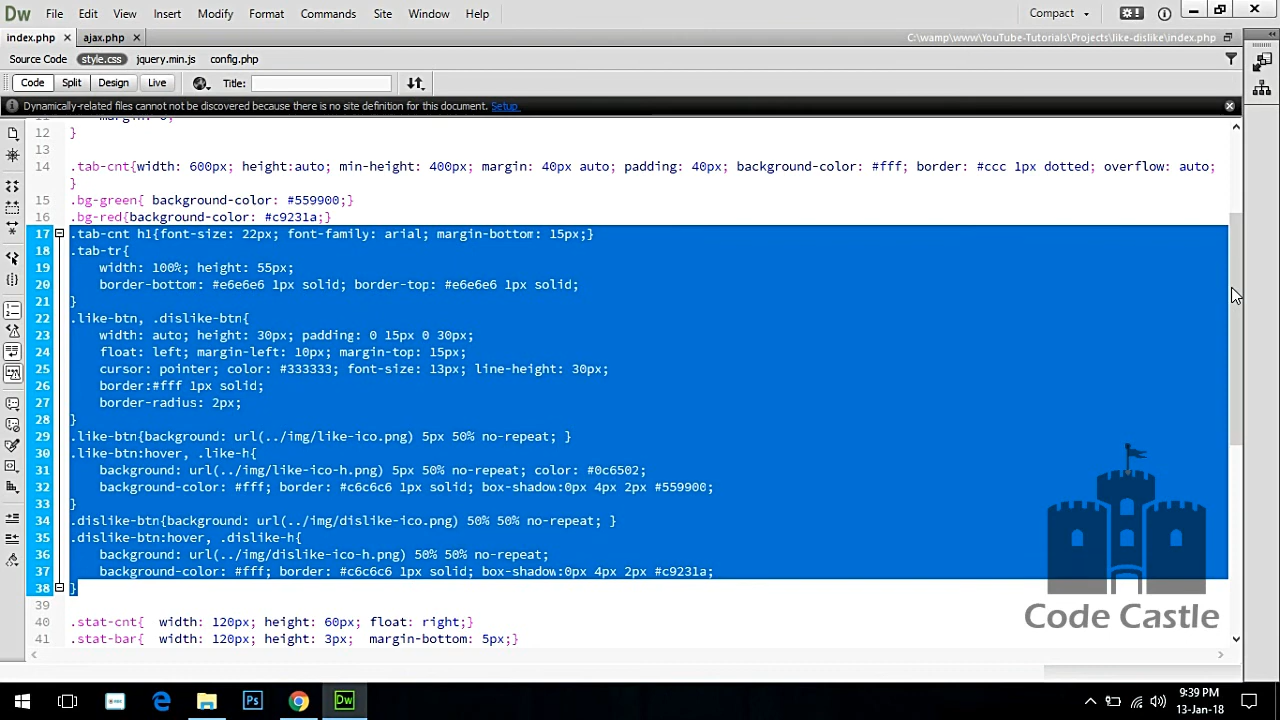 Dw File Edit View Insert Modify Format Commands Site Window Help Compact
index.php ajax.php C:\wamp\www\YouTube-Tutorials\Projects\like-dislike\index.php
Source Code style.css jquery.min.js config.php
Code Split Design Live Title:
Dynamically-related files cannot be discovered because there is no site definition for this document. Setup
11 margin: 0;
12 }
13
14 .tab-cnt{width: 600px; height:auto; min-height: 400px; margin: 40px auto; padding: 40px; background-color: #fff; border: #ccc 1px dotted; overflow: auto;
}
15 .bg-green{ background-color: #559900;}
16 .bg-red{background-color: #c9231a;}
17 .tab-cnt h1{font-size: 22px; font-family: arial; margin-bottom: 15px;}
18 .tab-tr{
19 width: 100%; height: 55px;
20 border-bottom: #e6e6e6 1px solid; border-top: #e6e6e6 1px solid;
21 }
22 .like-btn, .dislike-btn{
23 width: auto; height: 30px; padding: 0 15px 0 30px;
24 float: left; margin-left: 10px; margin-top: 15px;
25 cursor: pointer; color: #333333; font-size: 13px; line-height: 30px;
26 border:#fff 1px solid;
27 border-radius: 2px;
28 }
29 .like-btn{background: url(../img/like-ico.png) 5px 50% no-repeat; }
30 .like-btn:hover, .like-h{
31 background: url(../img/like-ico-h.png) 5px 50% no-repeat; color: #0c6502;
32 background-color: #fff; border: #c6c6c6 1px solid; box-shadow:0px 4px 2px #559900;
33 }
34 .dislike-btn{background: url(../img/dislike-ico.png) 50% 50% no-repeat; }
35 .dislike-btn:hover, .dislike-h{
36 background: url(../img/dislike-ico-h.png) 50% 50% no-repeat;
37 background-color: #fff; border: #c6c6c6 1px solid; box-shadow:0px 4px 2px #c9231a;
38 }
39
40 .stat-cnt{ width: 120px; height: 60px; float: right;}
41 .stat-bar{ width: 120px; height: 3px; margin-bottom: 5px;}
Code Castle
Ps Dw 9:39 PM
13-Jan-18